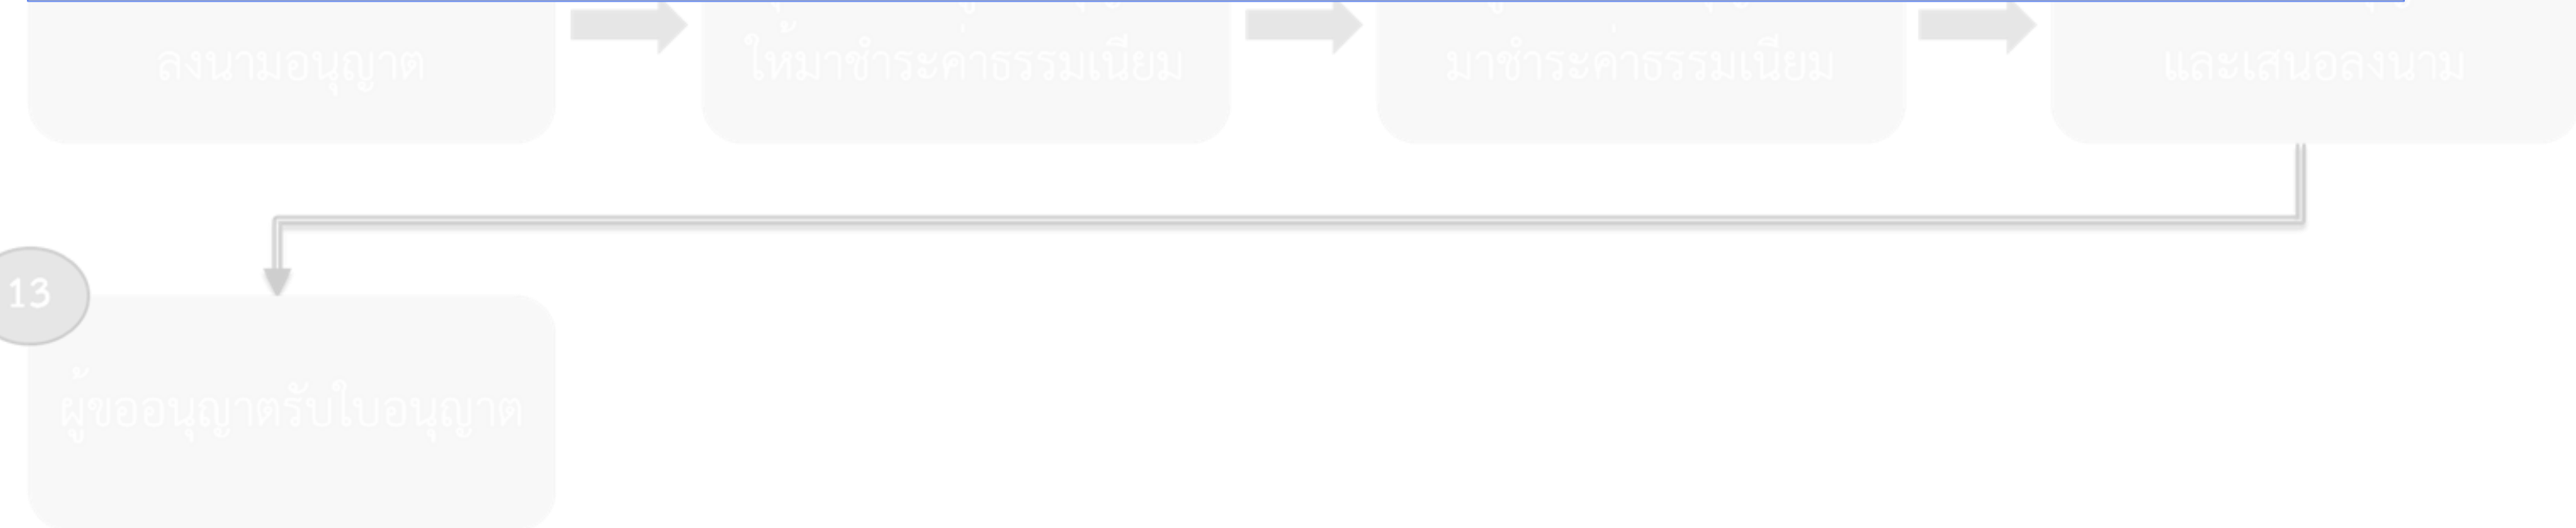 ลงนามอนุญาต
ให้มาชำระค่าธรรมเนียม
มาชำระค่าธรรมเนียม
และเสนอลงนาม
13
ผู้ขออนุญาตรับใบอนุญาต